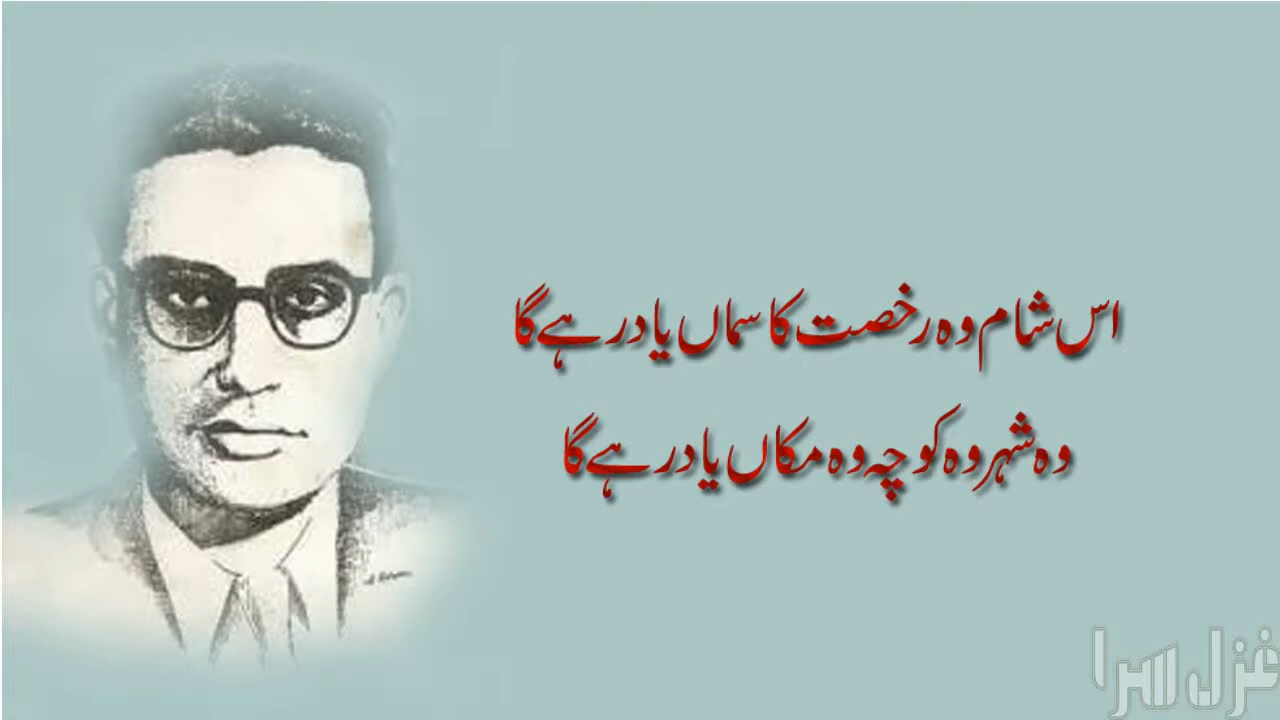 اس شام وہ رخصت کا سماں یاد رہے گا
وہ شہر وہ کوچہ وہ مکاں یاد رہے گا
غزل سرا